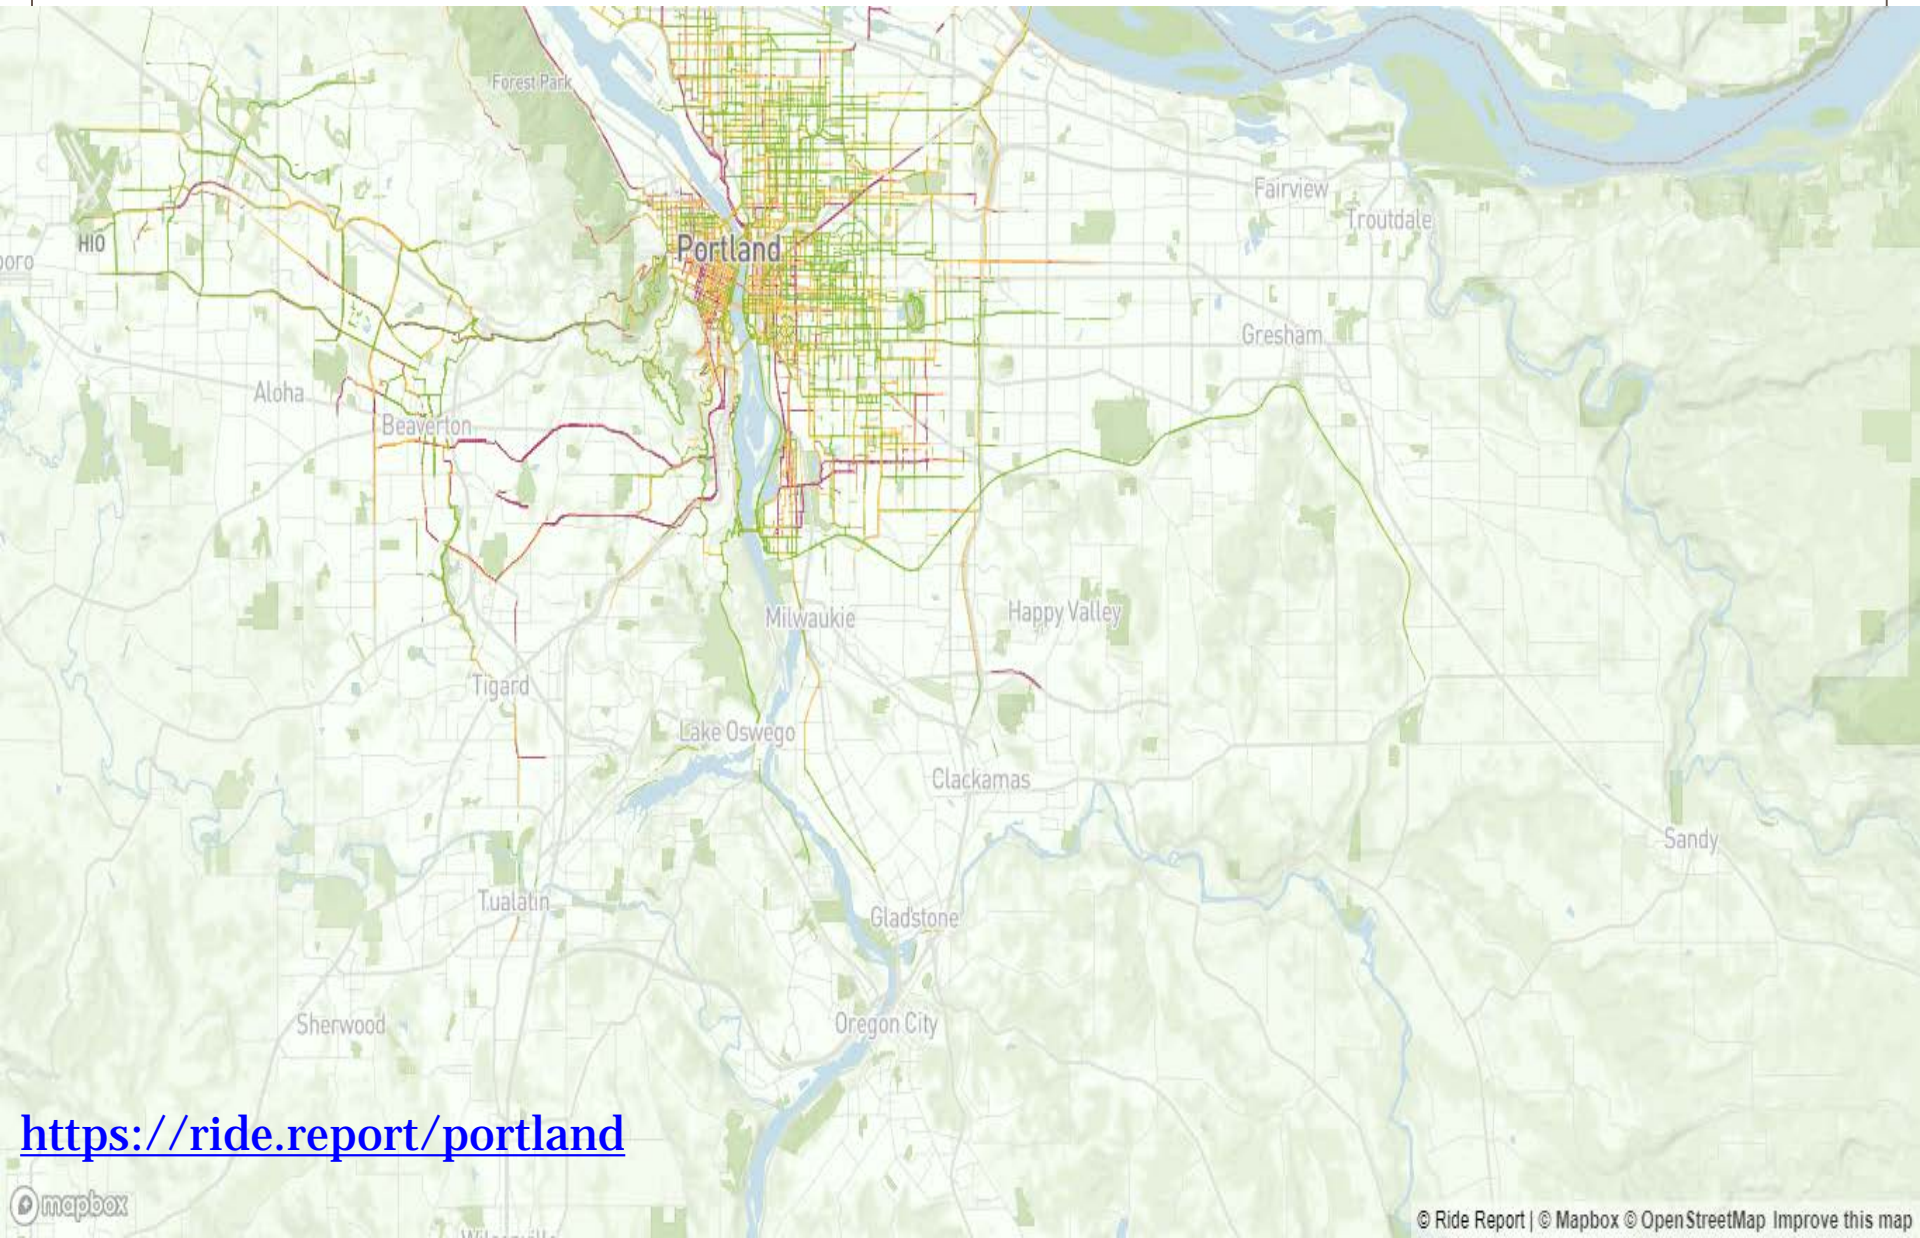 Forest Park
Fairview
Troutdale
HIO
Portland
boro
Gresham
Aloha
Beaverton
Milwaukie
Happy Valley
Tigard
Lake Oswego
Clackamas
Sandy
Tualatin
Gladstone
Sherwood
Oregon City
https://ride.report/portland
mapbox
© Ride Report | © Mapbox © OpenStreetMap Improve this map